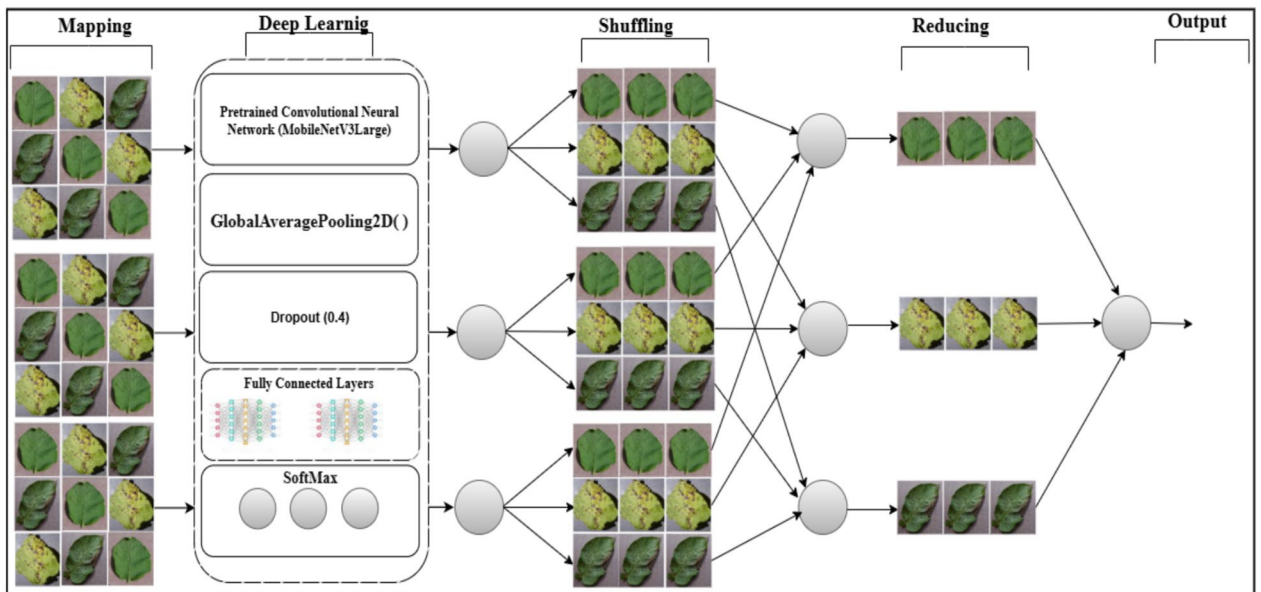 Mapping
Deep Learnig
Shuffling
Reducing
Output
Pretrained Convolutional Neural
Network (MobileNetV3Large)
GlobalAveragePooling2D( )
Dropout (0.4)
Fully Connected Layers
SoftMax